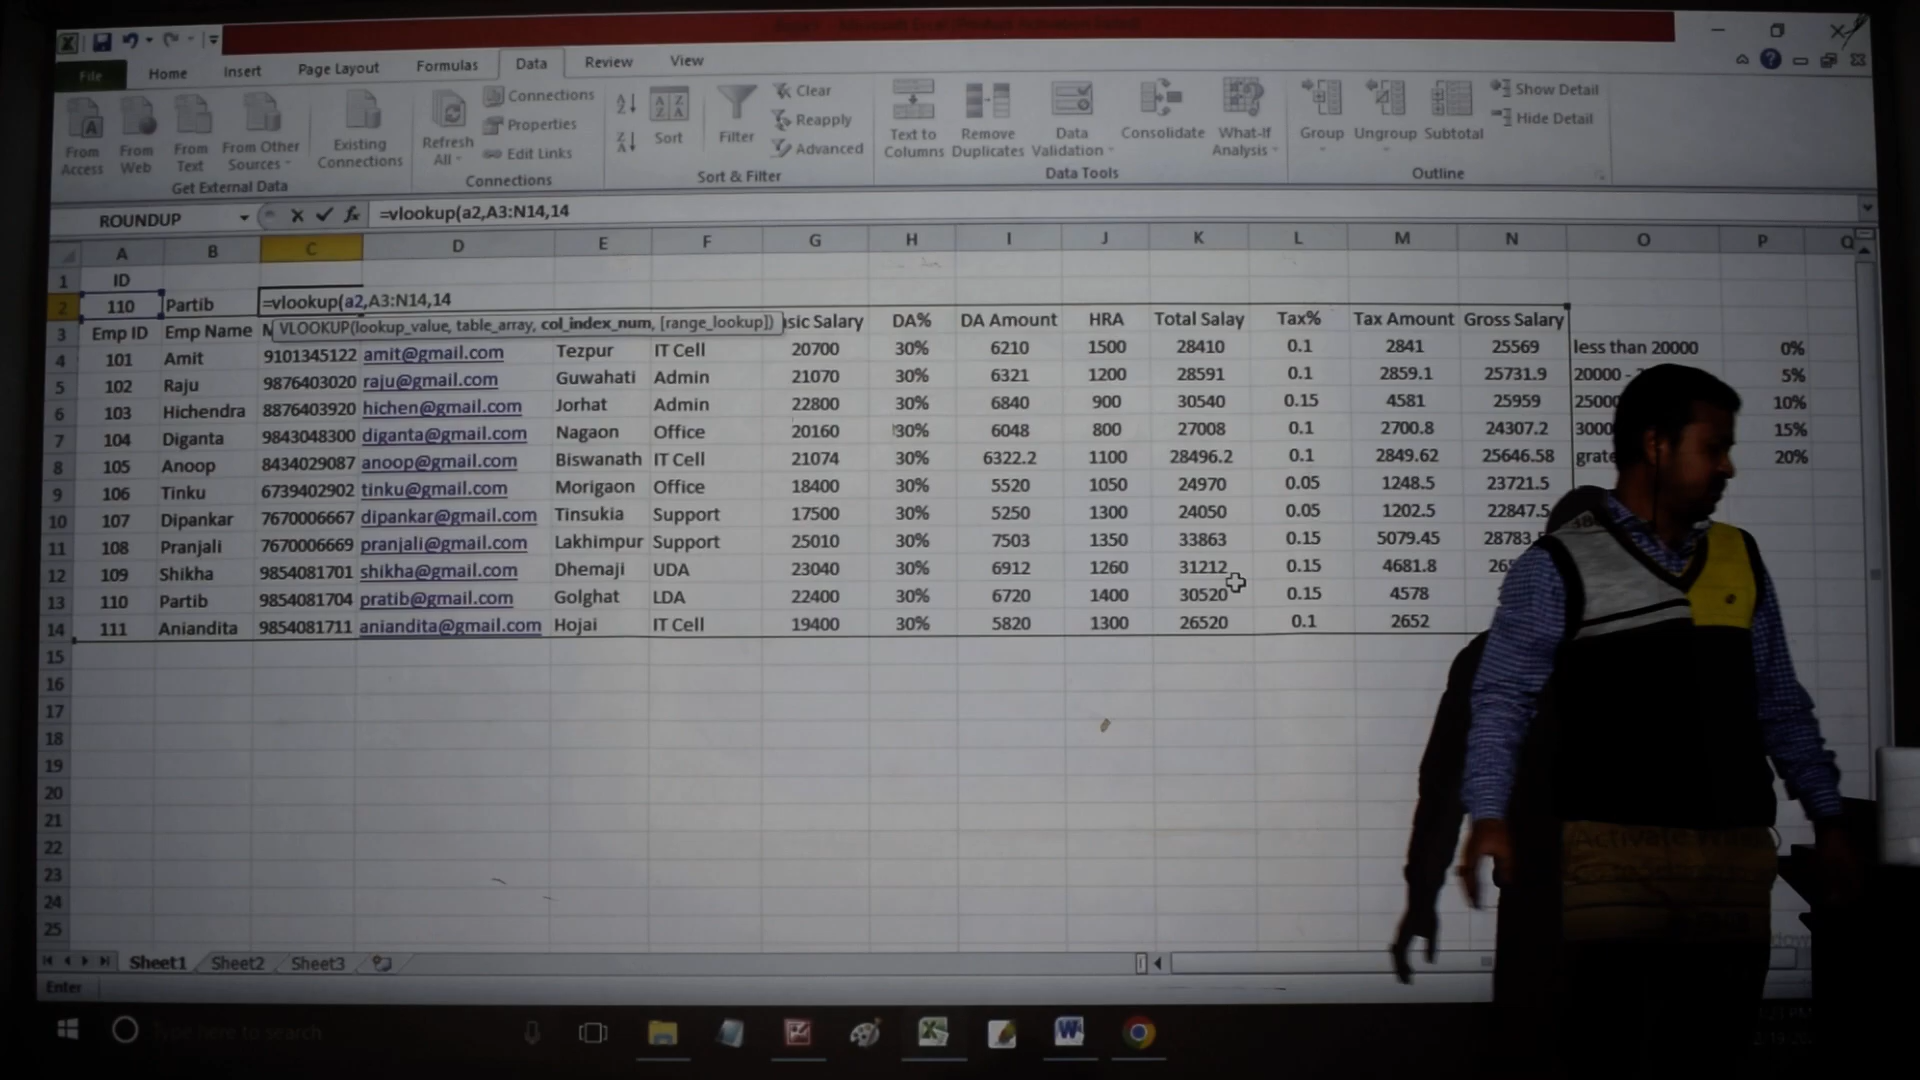 File Home Insert Page Layout Formulas Data Review View
From Access
From Web
From Text
From Other Sources
Existing Connections
Get External Data
Refresh All
Connections
Properties
Edit Links
Connections
Sort
Filter
Clear
Reapply
Advanced
Sort & Filter
Text to Columns
Remove Duplicates
Data Validation
Consolidate
What-If Analysis
Data Tools
Group
Ungroup
Subtotal
Show Detail
Hide Detail
Outline
ROUNDUP fx =vlookup(a2,A3:N14,14
A B C D E F G H I J K L M N O P Q
1 ID
2 110 Partib =vlookup(a2,A3:N14,14
VLOOKUP(lookup_value, table_array, col_index_num, [range_lookup])
3 Emp ID Emp Name Salary DA% DA Amount HRA Total Salay Tax% Tax Amount Gross Salary
4 101 Amit 9101345122 amit@gmail.com Tezpur IT Cell 20700 30% 6210 1500 28410 0.1 2841 25569 less than 20000 0%
5 102 Raju 9876403020 raju@gmail.com Guwahati Admin 21070 30% 6321 1200 28591 0.1 2859.1 25731.9 20000 - 5%
6 103 Hichendra 8876403920 hichen@gmail.com Jorhat Admin 22800 30% 6840 900 30540 0.15 4581 25959 10%
7 104 Diganta 9843048300 diganta@gmail.com Nagaon Office 20160 30% 6048 800 27008 0.1 2700.8 24307.2 15%
8 105 Anoop 8434029087 anoop@gmail.com Biswanath IT Cell 21074 30% 6322.2 1100 28496.2 0.1 2849.62 25646.58 20%
9 106 Tinku 6739402902 tinku@gmail.com Morigaon Office 18400 30% 5520 1050 24970 0.05 1248.5 23721.5
10 107 Dipankar 7670006667 dipankar@gmail.com Tinsukia Support 17500 30% 5250 1300 24050 0.05 1202.5 22847.5
11 108 Pranjali 7670006669 pranjali@gmail.com Lakhimpur Support 25010 30% 7503 1350 33863 0.15 5079.45
12 109 Shikha 9854081701 shikha@gmail.com Dhemaji UDA 23040 30% 6912 1260 31212 0.15 4681.8
13 110 Partib 9854081704 pratib@gmail.com Golghat LDA 22400 30% 6720 1400 30520 0.15 4578
14 111 Aniandita 9854081711 aniandita@gmail.com Hojai IT Cell 19400 30% 5820 1300 26520 0.1 2652
15
16
17
18
19
20
21
22
23
24
25
Sheet1 Sheet2 Sheet3
Enter
Type here to search